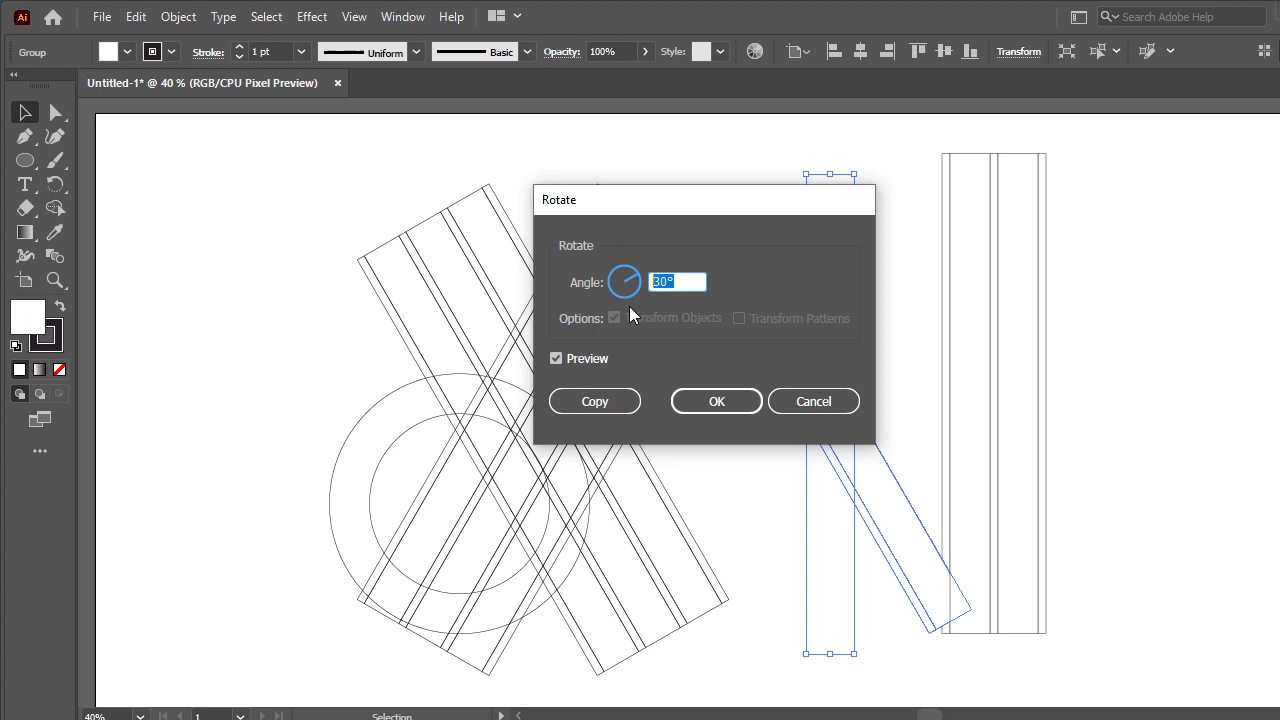 Ai File Edit Object Type Select Effect View Window Help Search Adobe Help
Group Stroke: 1 pt Uniform Basic Opacity: 100% Style: Transform
Untitled-1* @ 40 % (RGB/CPU Pixel Preview) ×
Rotate
Rotate
Angle: 30°
Options: Transform Objects Transform Patterns
Preview
Copy OK Cancel
40% 1 Selection